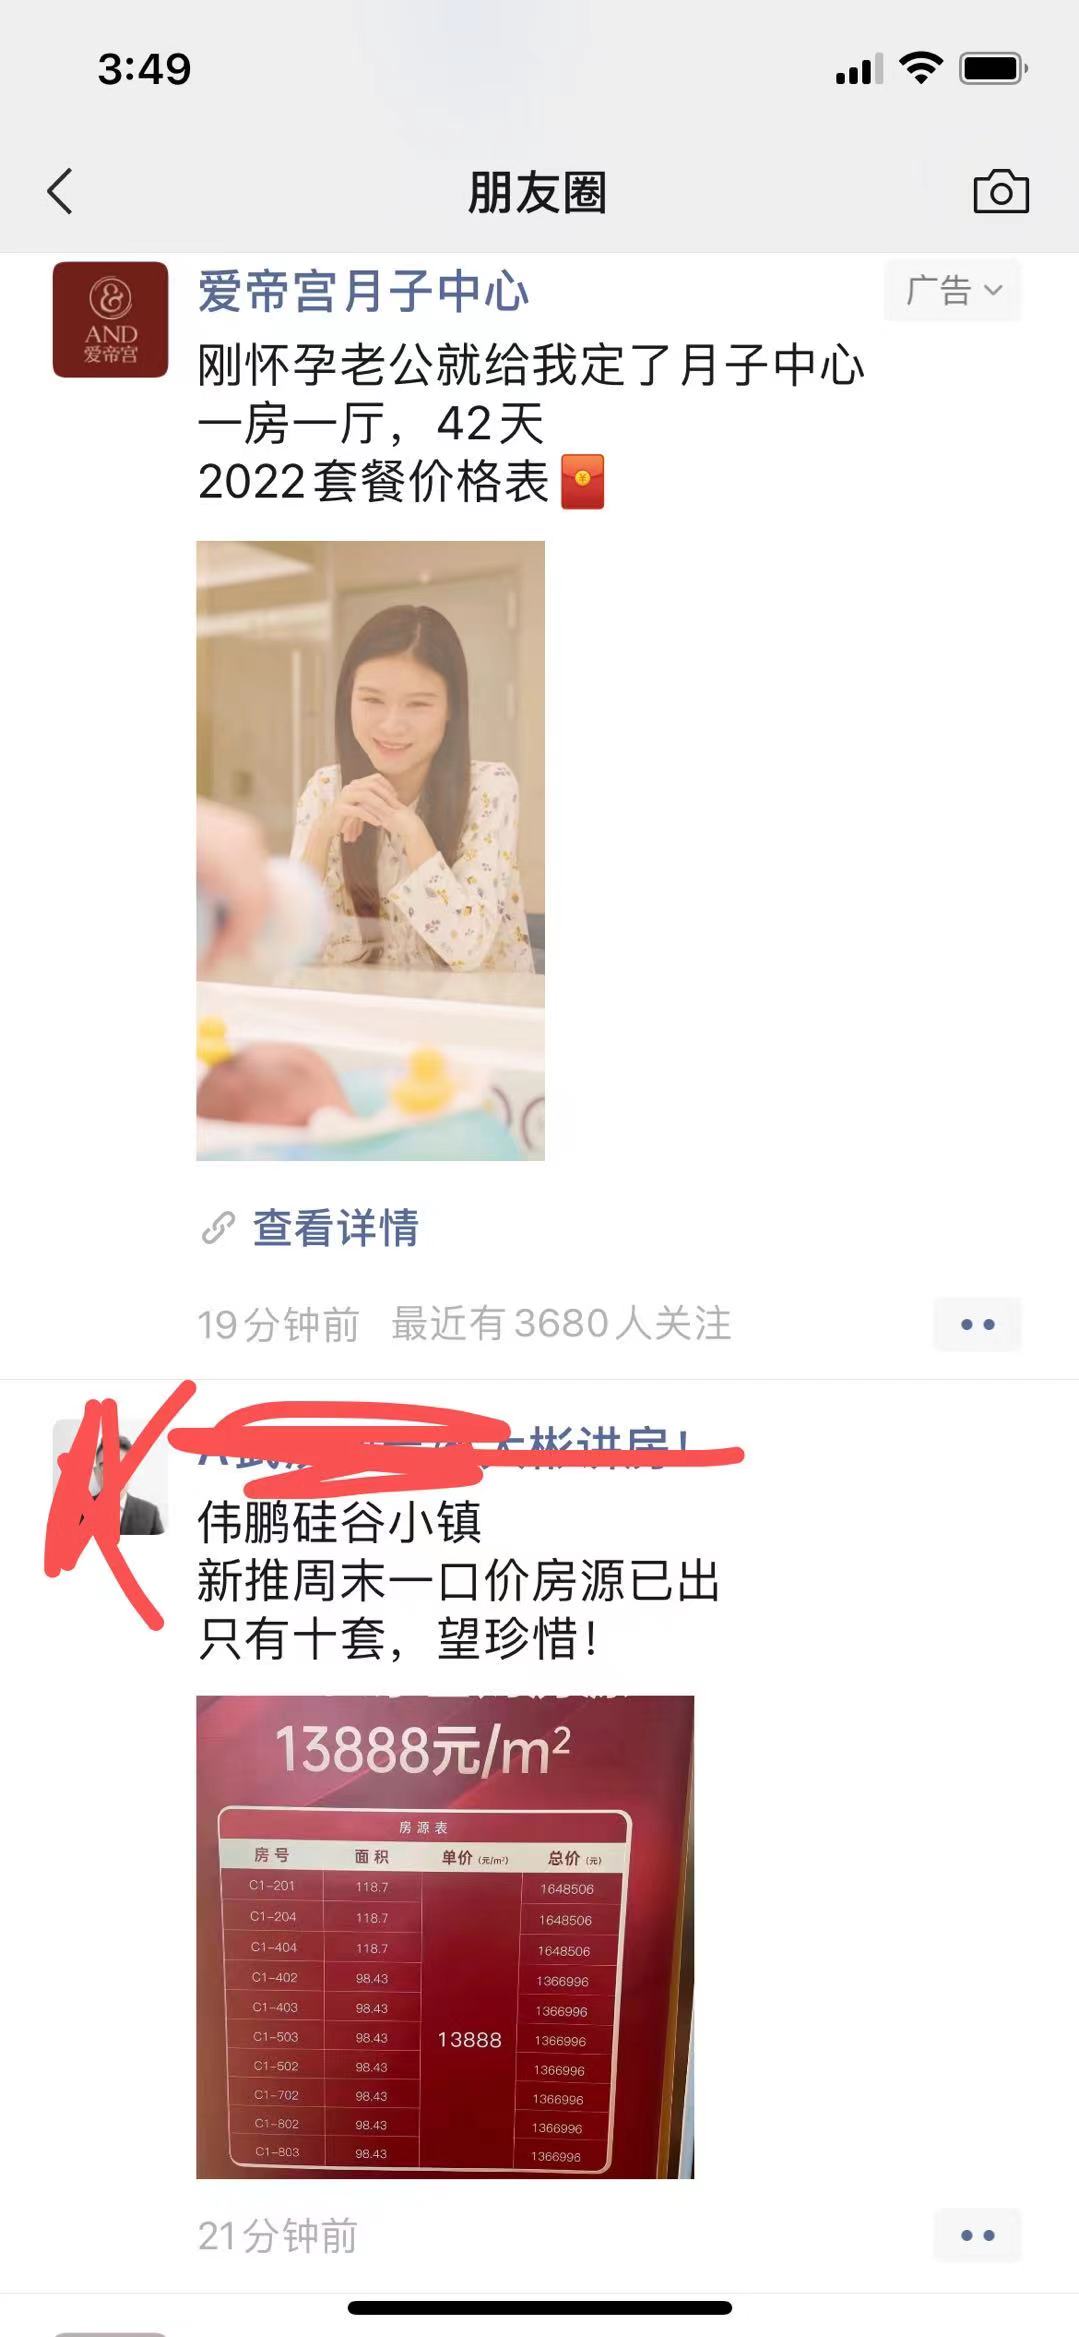 3:49
朋友圈
AND
爱帝宫
爱帝宫月子中心
广告
刚怀孕老公就给我定了月子中心
一房一厅，42天
2022套餐价格表
查看详情
19分钟前 最近有3680人关注
大彬讲房！
伟鹏硅谷小镇
新推周末一口价房源已出
只有十套，望珍惜！
13888元/m²
房源表
房号 面积 单价（元/m²） 总价（元）
C1-201 118.7 1648506
C1-204 118.7 1648506
C1-404 118.7 1648506
C1-402 98.43 1366996
C1-403 98.43 1366996
C1-503 98.43 13888 1366996
C1-502 98.43 1366996
C1-702 98.43 1366996
C1-802 98.43 1366996
C1-803 98.43 1366996
21分钟前